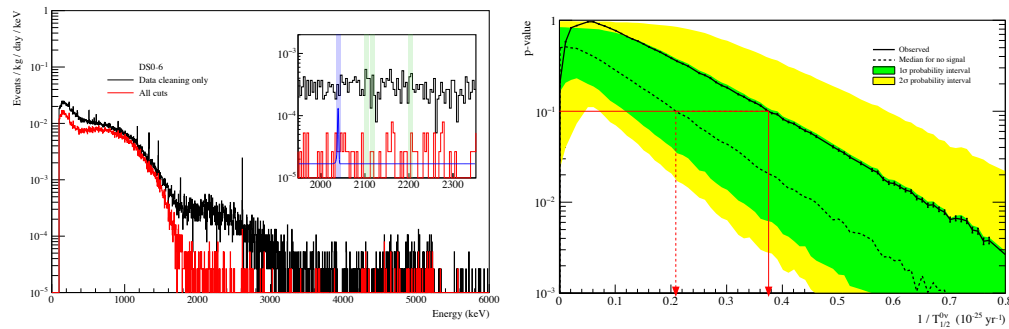 Events / kg / day / keV
1
10⁻¹
10⁻²
10⁻³
10⁻⁴
10⁻⁵
DS0-6
Data cleaning only
All cuts
10⁻³
10⁻⁴
10⁻⁵
2000 2100 2200 2300
0 1000 2000 3000 4000 5000 6000
Energy (keV)
p-value
1
10⁻¹
10⁻²
10⁻³
Observed
Median for no signal
1σ probability interval
2σ probability interval
0 0.1 0.2 0.3 0.4 0.5 0.6 0.7 0.8
1 / T₁/₂⁰ᵛ (10⁻²⁵ yr⁻¹)